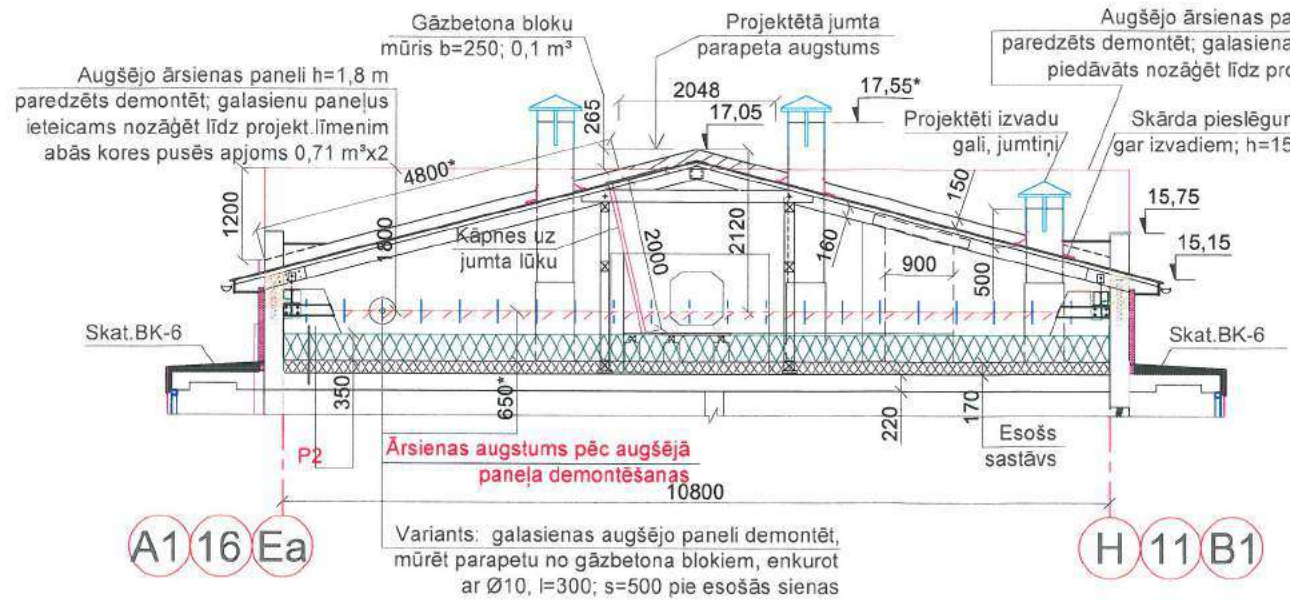 Gāzbetona bloku
mūris b=250; 0,1 m³
Projektētā jumta
parapeta augstums
Augšējo ārsienas pa
paredzēts demontēt; galasiena
piedāvāts nozāģēt līdz pro
Augšējo ārsienas paneli h=1,8 m
paredzēts demontēt; galasienu paneļus
ieteicams nozāģēt līdz projekt.līmenim
abās kores pusēs apjoms 0,71 m³x2
265
2048
17,05
17,55*
Projektēti izvadu
gali, jumtiņi
Skārda pieslēgur
gar izvadiem; h=15
4800*
1200
1800
Kāpnes uz
jumta lūku
2000
2120
160
150
900
500
15,75
15,15
Skat.BK-6
Skat.BK-6
350
650*
220
170
Esošs
sastāvs
P2
Ārsienas augstums pēc augšējā
paneļa demontēšanas
10800
A1 16 Ea
H 11 B1
Variants: galasienas augšējo paneli demontēt,
mūrēt parapetu no gāzbetona blokiem, enkurot
ar Ø10, l=300; s=500 pie esošās sienas